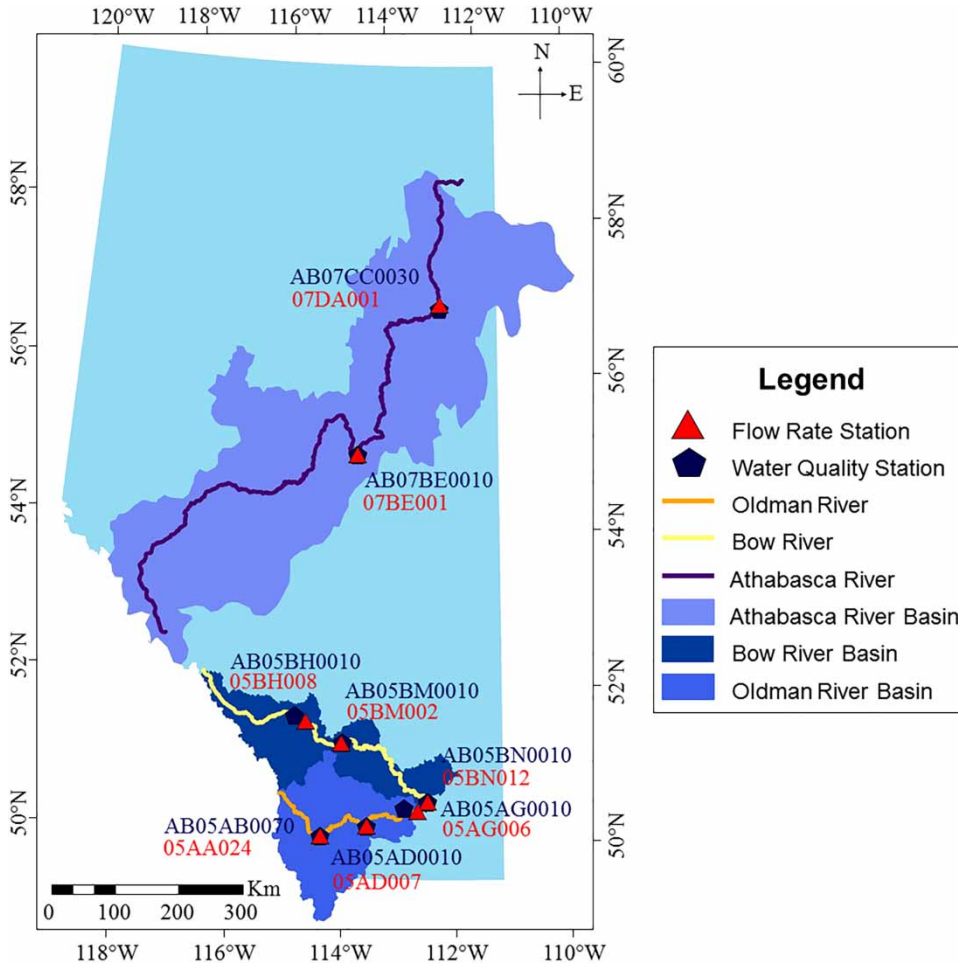 120°W 118°W 116°W 114°W 112°W 110°W
N
E
60°N
58°N
58°N
AB07CC0030
07DA001
56°N
56°N
AB07BE0010
07BE001
54°N
54°N
52°N
52°N
AB05BH0010
05BH008
AB05BM0010
05BM002
AB05BN0010
05BN012
AB05AG0010
05AG006
50°N
50°N
AB05AB0070
05AA024
AB05AD0010
05AD007
Km
0 100 200 300
118°W 116°W 114°W 112°W 110°W
Legend
Flow Rate Station
Water Quality Station
Oldman River
Bow River
Athabasca River
Athabasca River Basin
Bow River Basin
Oldman River Basin